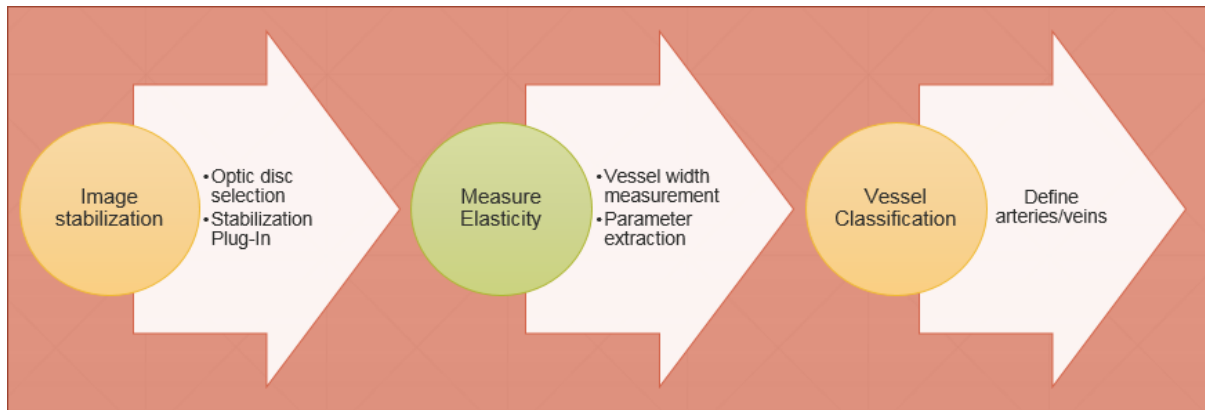 Image
stabilization
•Optic disc
selection
•Stabilization
Plug-In
Measure
Elasticity
•Vessel width
measurement
•Parameter
extraction
Vessel
Classification
Define
arteries/veins